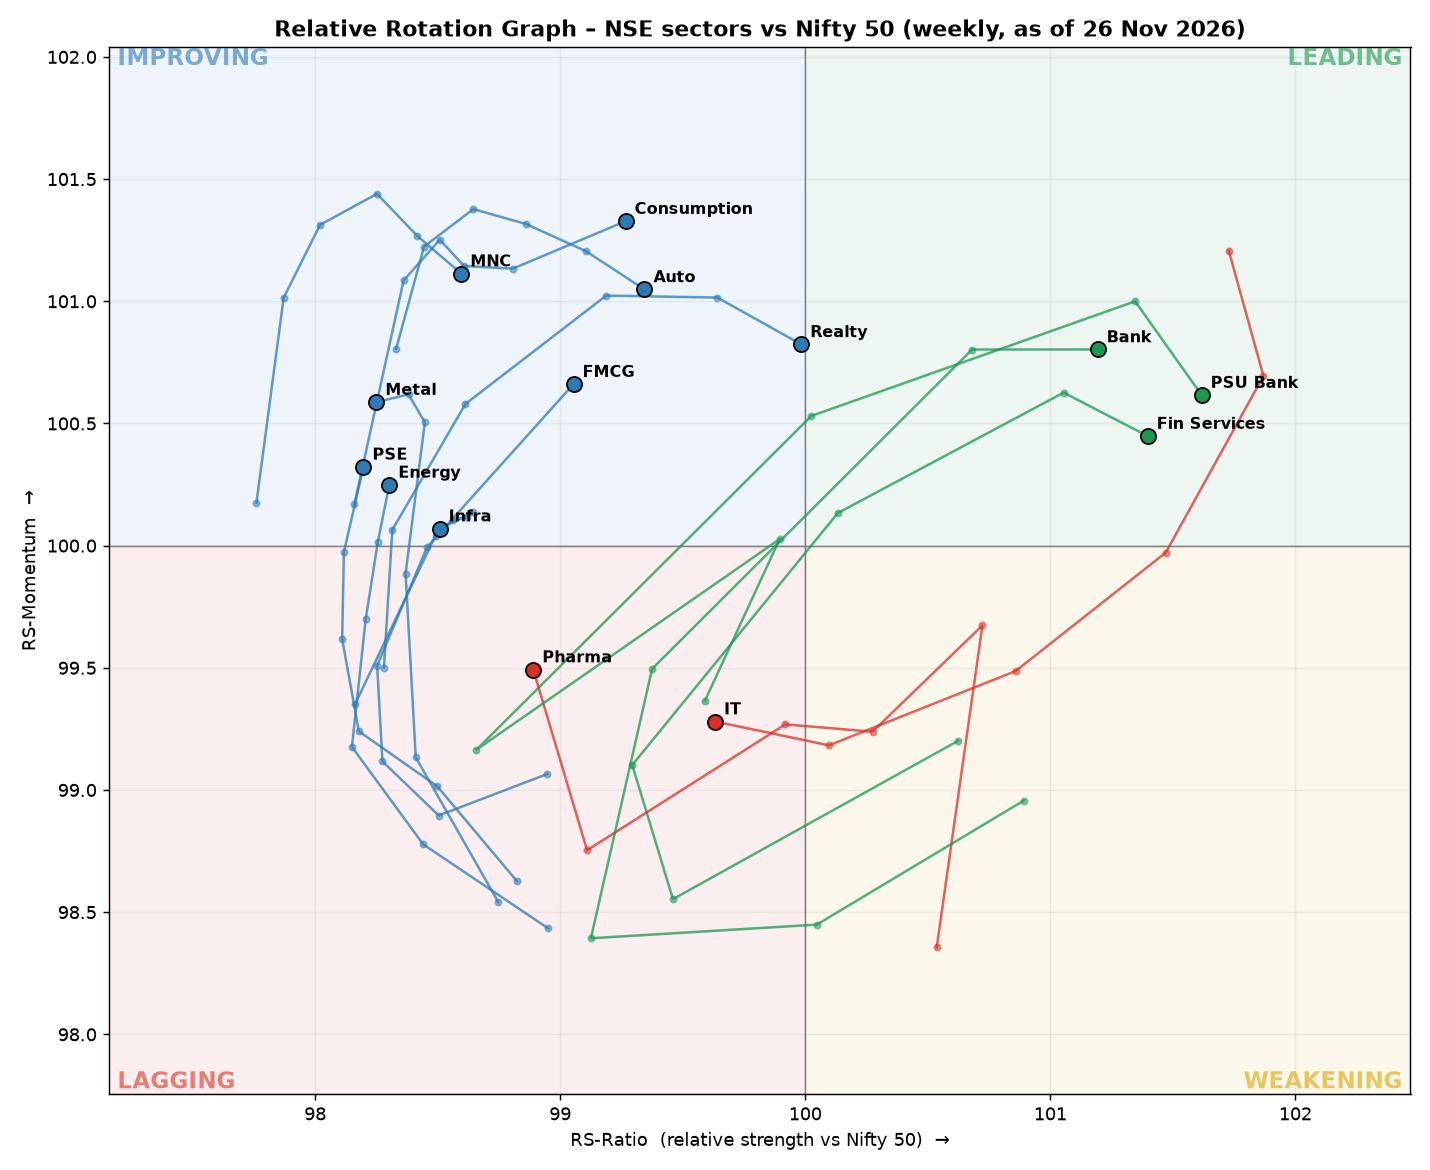 Relative Rotation Graph – NSE sectors vs Nifty 50 (weekly, as of 26 Nov 2026)
IMPROVING
LEADING
102.0
101.5
101.0
100.5
100.0
99.5
99.0
98.5
98.0
RS-Momentum →
Consumption
MNC
Auto
Realty
Bank
FMCG
PSU Bank
Metal
Fin Services
PSE
Energy
Infra
Pharma
IT
LAGGING
WEAKENING
98
99
100
101
102
RS-Ratio (relative strength vs Nifty 50) →